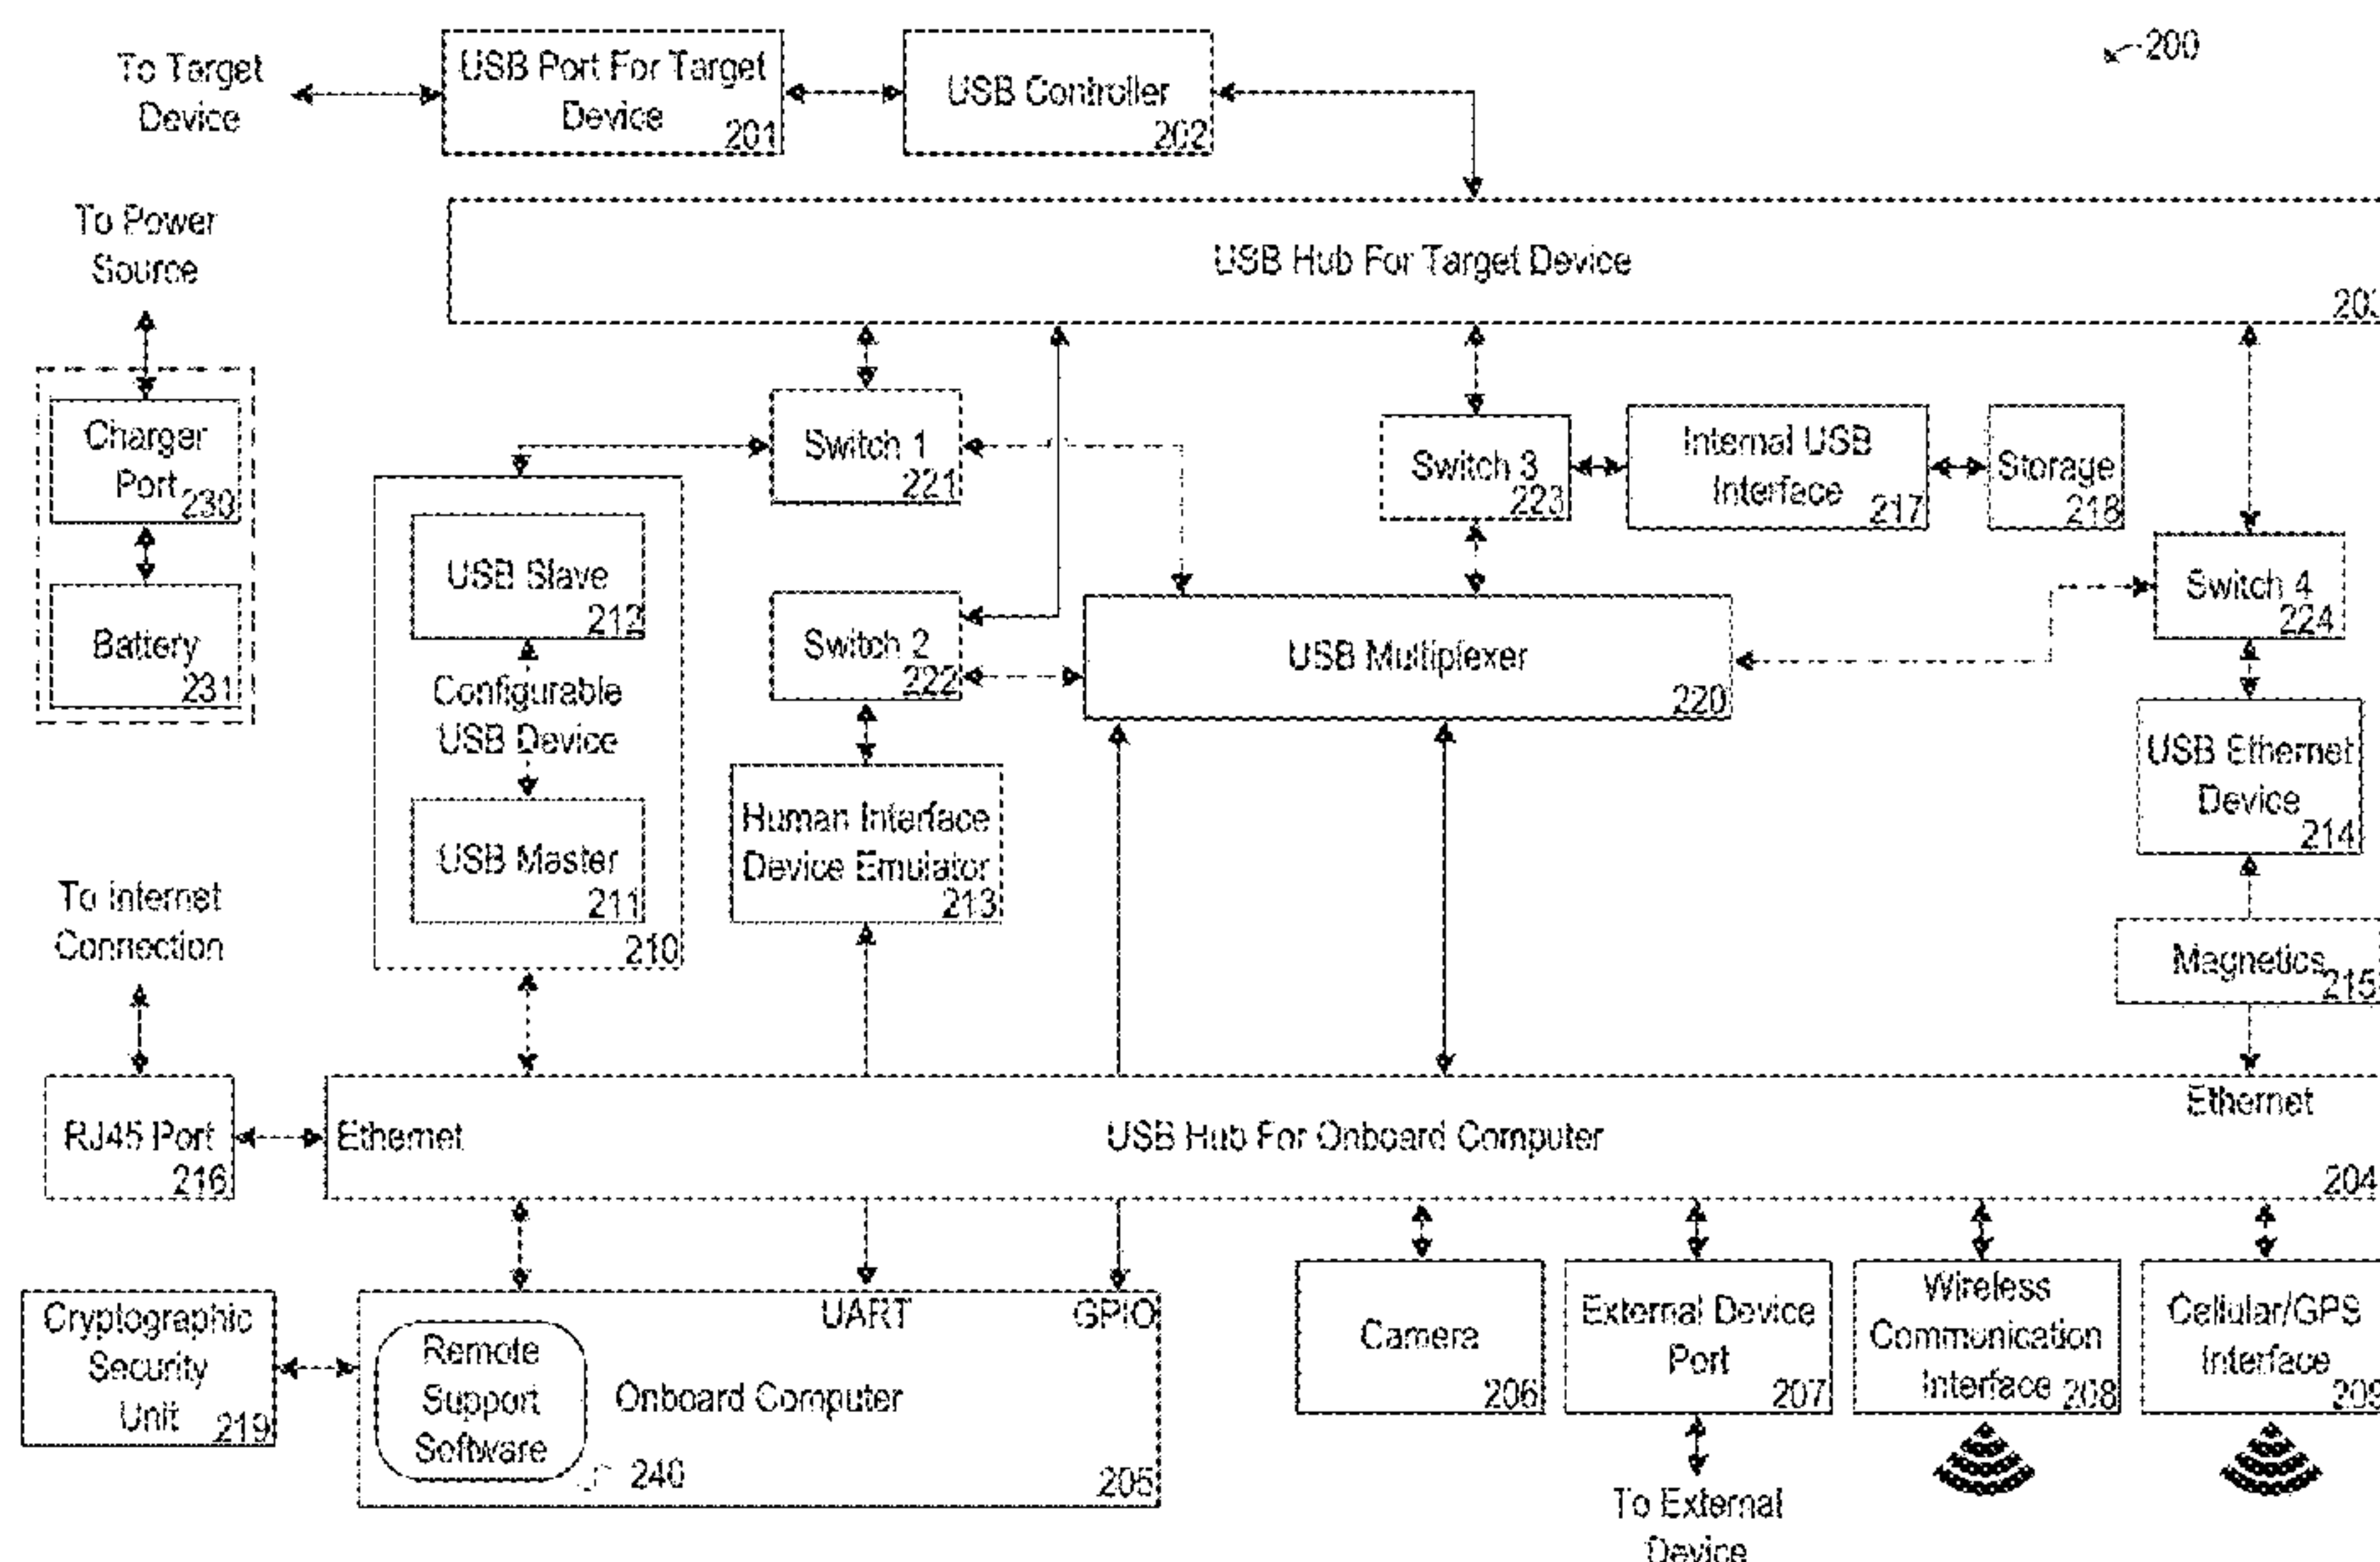 200
To Target
Device
USB Port For Target
Device
201
USB Controller
202
To Power
Source
USB Hub For Target Device
203
Charger
Port
230
Battery
231
Switch 1
221
Switch 3
223
Internal USB
Interface
217
Storage
218
Switch 4
224
USB Slave
212
Configurable
USB Device
USB Master
211
210
Switch 2
222
USB Multiplexer
220
Human Interface
Device Emulator
213
USB Ethernet
Device
214
Magnetics
215
To Internet
Connection
RJ45 Port
216
Ethernet
USB Hub For Onboard Computer
Ethernet
204
Cryptographic
Security
Unit
219
UART
GPIO
Remote
Support
Software
240
Onboard Computer
205
Camera
206
External Device
Port
207
Wireless
Communication
Interface
208
Cellular/GPS
Interface
209
To External
Device